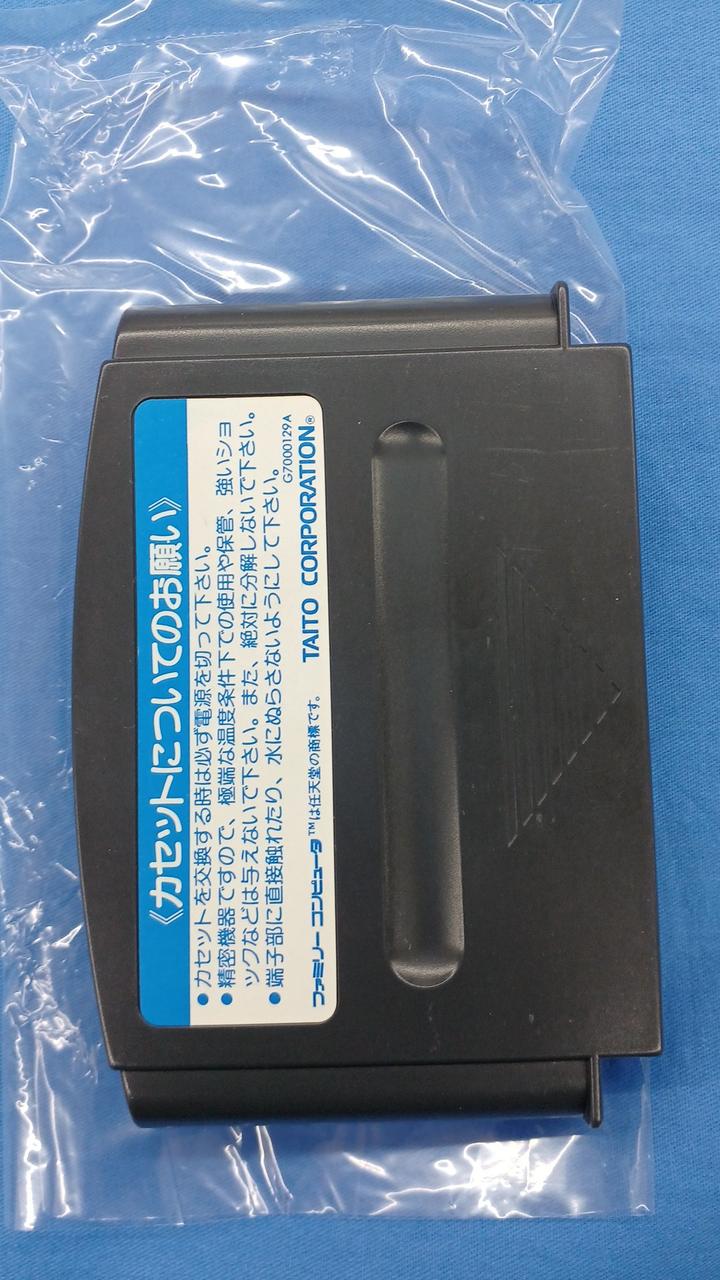 《カセットについてのお願い》
●カセットを交換する時は必ず電源を切って下さい。
●精密機器ですので、極端な温度条件下での使用や保管、強いショ
ックなどは与えないで下さい。また、絶対に分解しないで下さい。
●端子部に直接触れたり、水にぬらさないようにして下さい。
G7000129A
ファミリー コンピュータ™は任天堂の商標です。 TAITO CORPORATION®